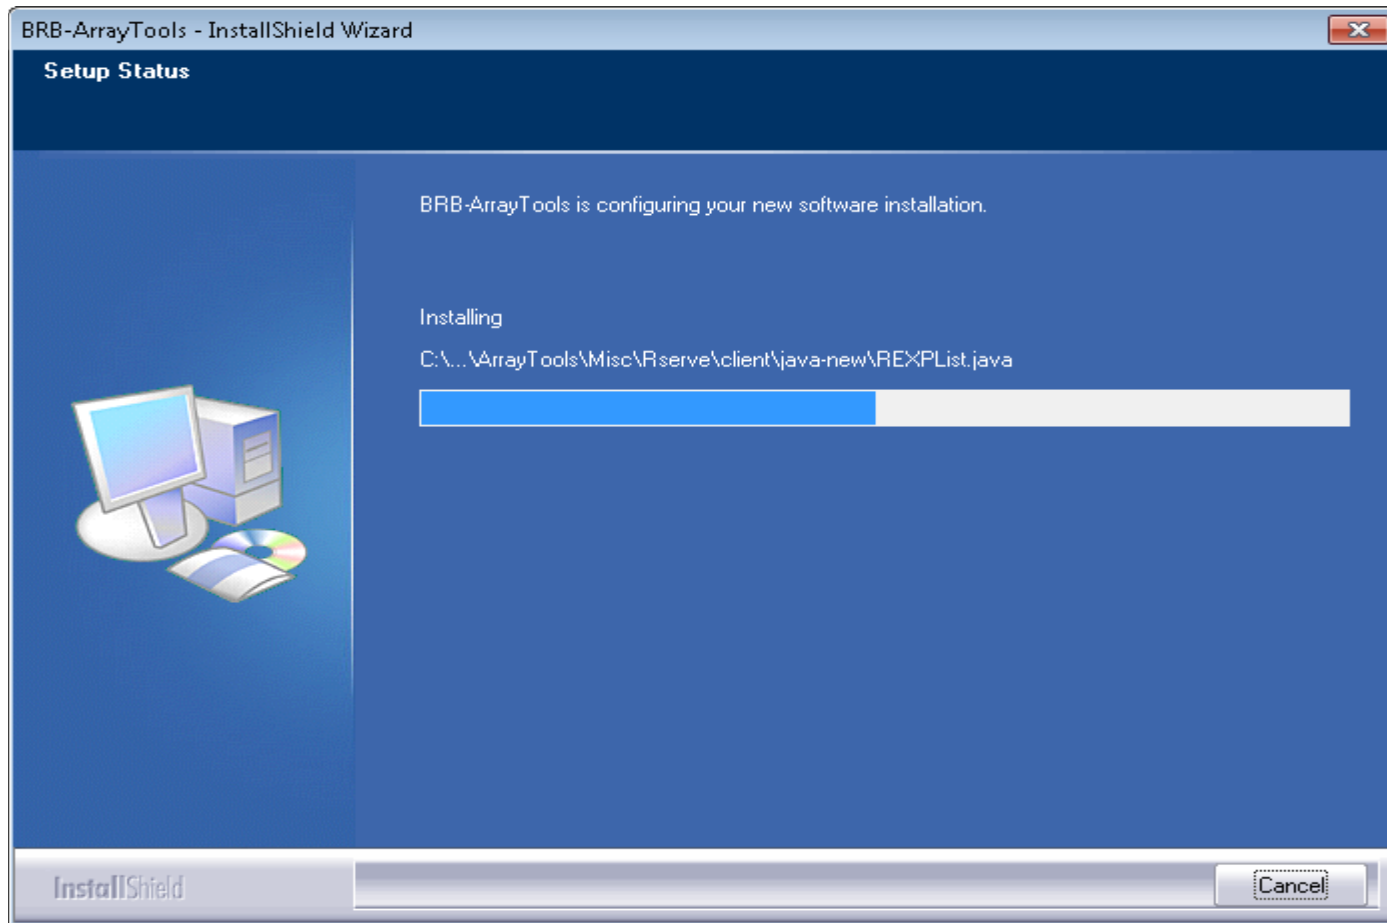 BRB-ArrayTools - InstallShield Wizard
Setup Status
BRB-ArrayTools is configuring your new software installation.
Installing
C:\...\ArrayTools\Misc\Rserve\client\java-new\REXPList.java
InstallShield
Cancel